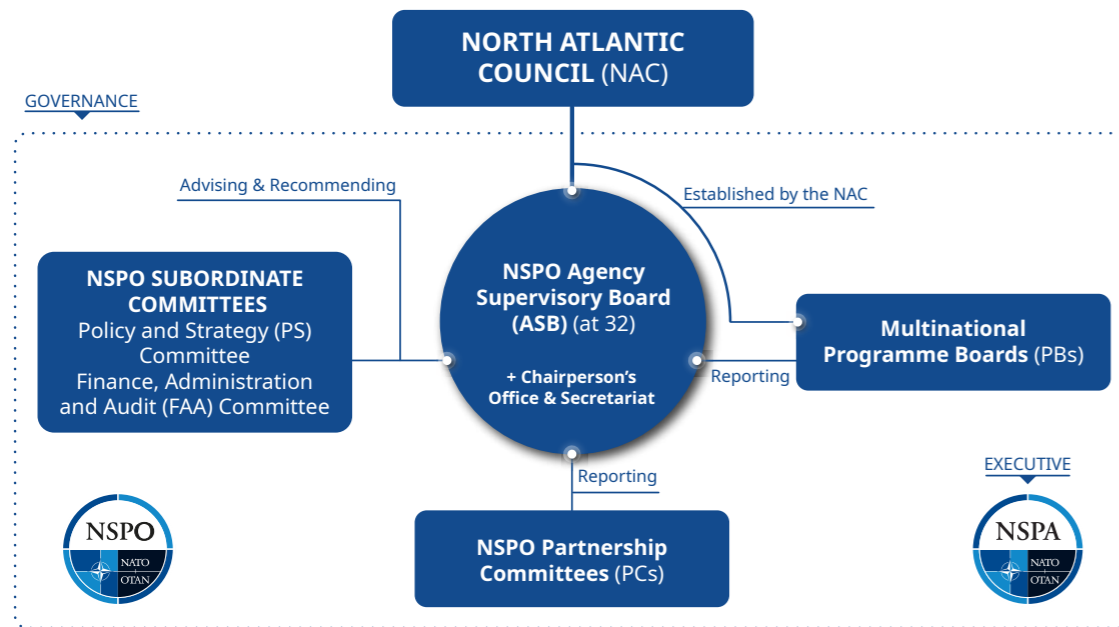 NORTH ATLANTIC
COUNCIL (NAC)
GOVERNANCE
Advising & Recommending
Established by the NAC
NSPO SUBORDINATE
COMMITTEES
Policy and Strategy (PS)
Committee
Finance, Administration
and Audit (FAA) Committee
NSPO Agency
Supervisory Board
(ASB) (at 32)
+ Chairperson's
Office & Secretariat
Multinational
Programme Boards (PBs)
Reporting
Reporting
NSPO Partnership
Committees (PCs)
EXECUTIVE
NSPO
NATO
OTAN
NSPA
NATO
OTAN